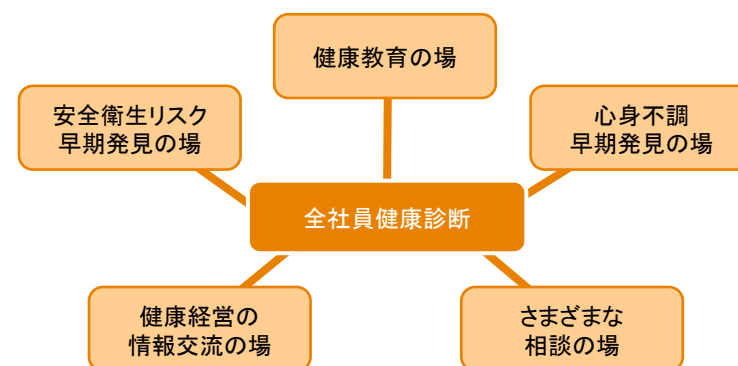 健康教育の場
安全衛生リスク
早期発見の場
心身不調
早期発見の場
全社員健康診断
健康経営の
情報交流の場
さまざまな
相談の場